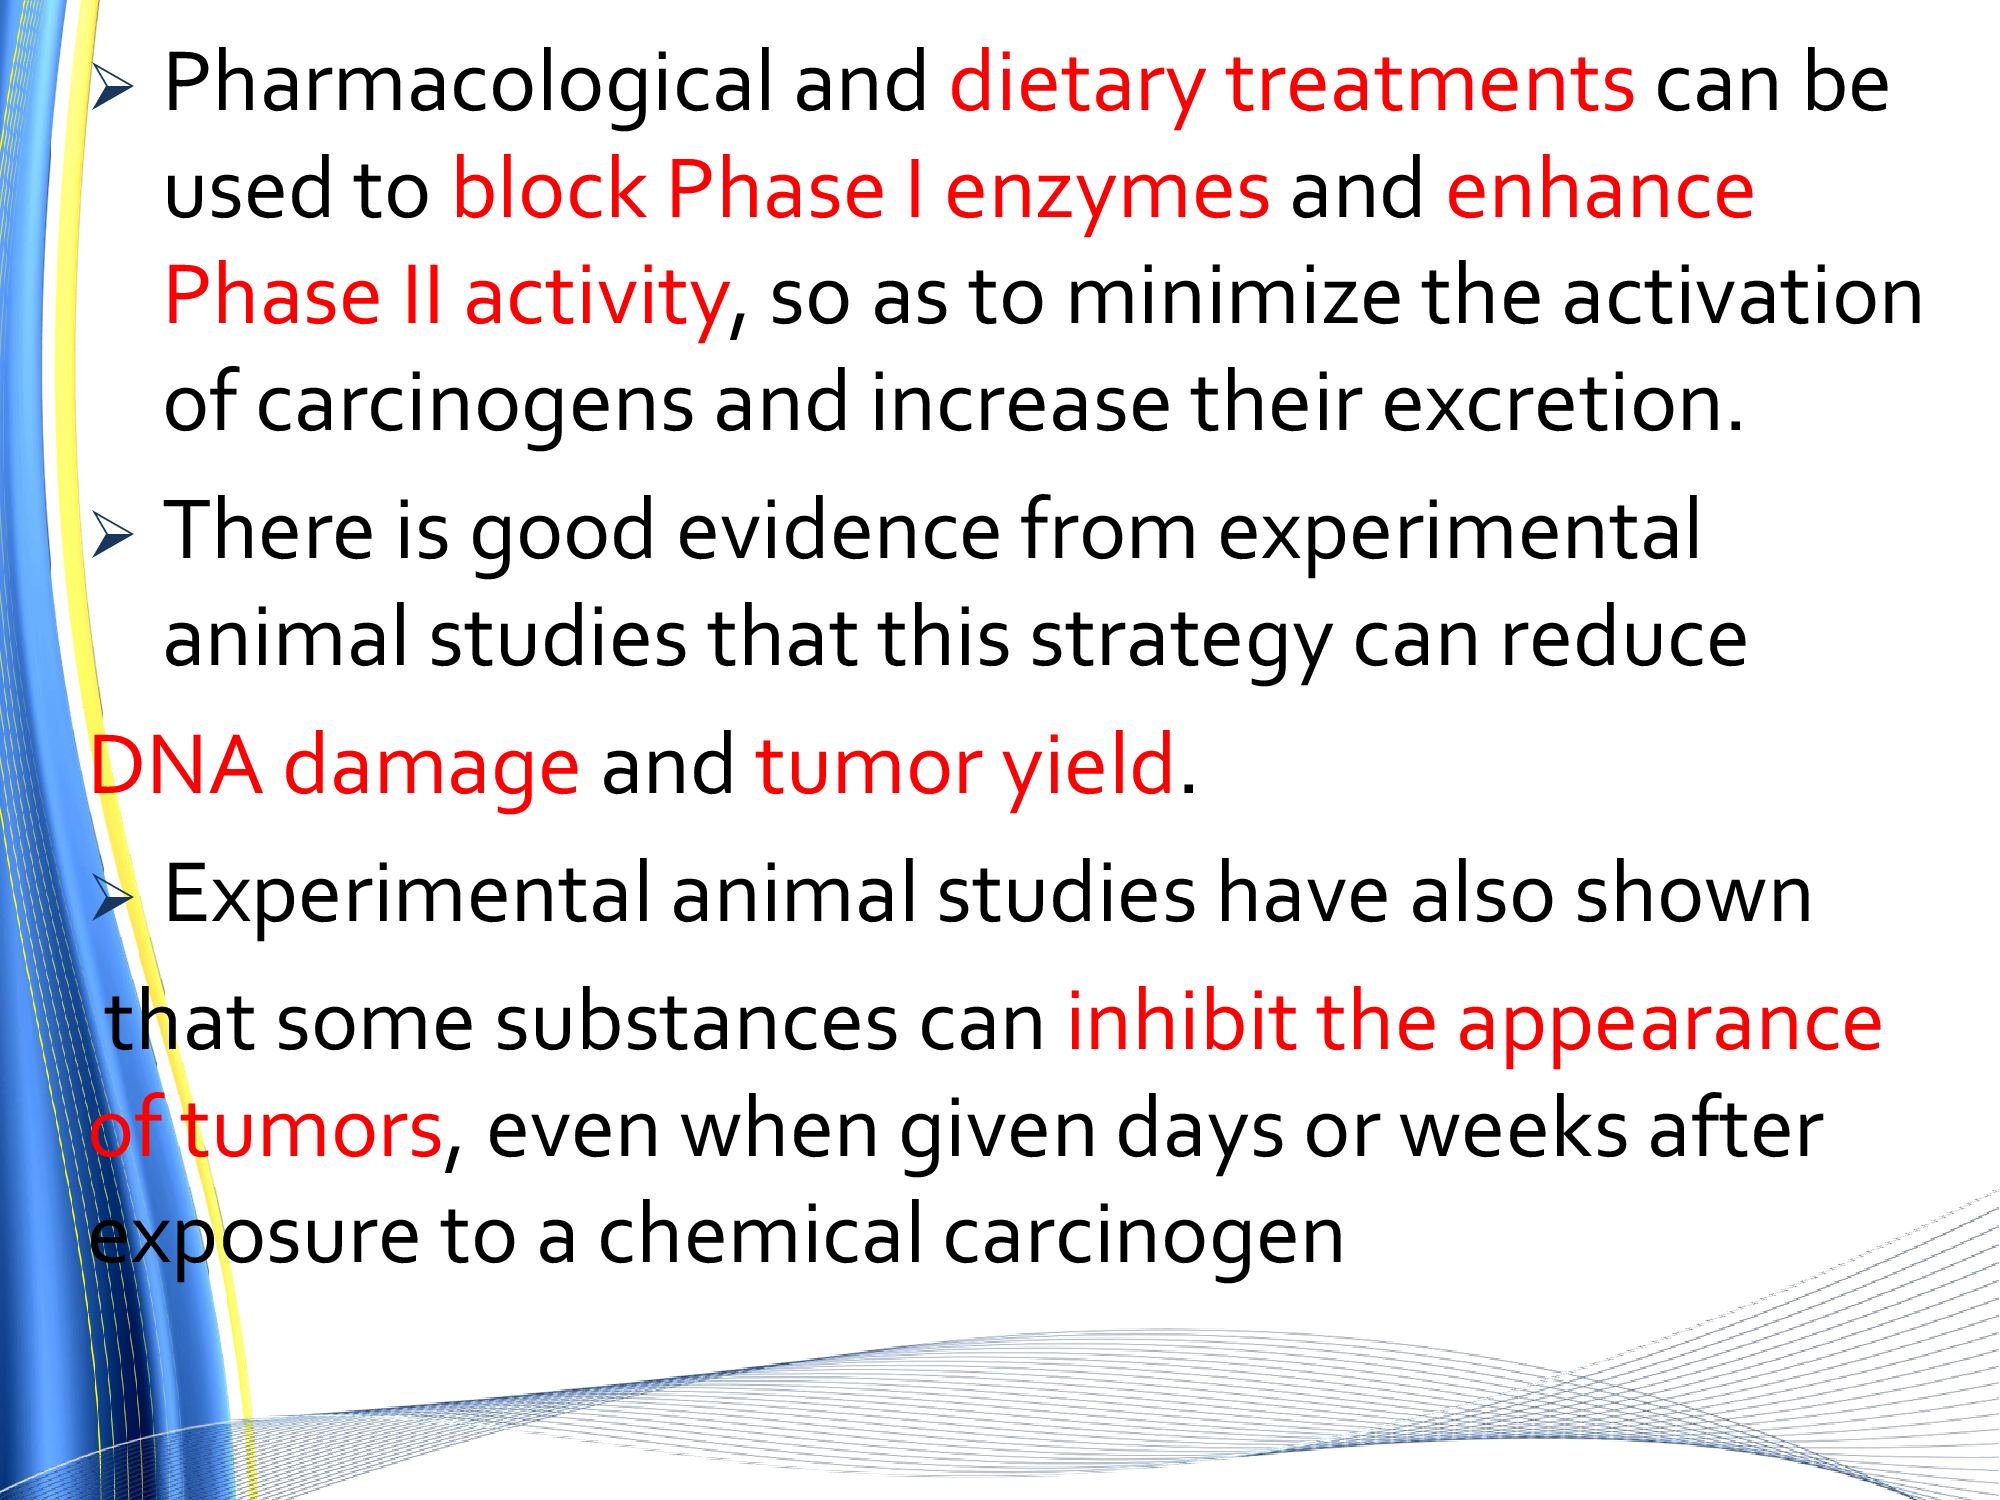 ➢ Pharmacological and dietary treatments can be
used to block Phase I enzymes and enhance
Phase II activity, so as to minimize the activation
of carcinogens and increase their excretion.
➢ There is good evidence from experimental
animal studies that this strategy can reduce
DNA damage and tumor yield.
➢ Experimental animal studies have also shown
that some substances can inhibit the appearance
of tumors, even when given days or weeks after
exposure to a chemical carcinogen